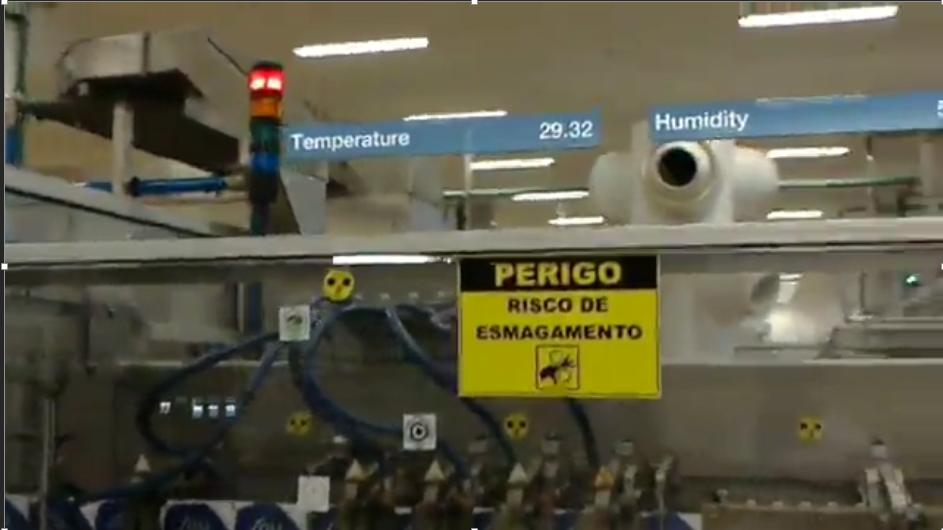 Temperature 29.32
Humidity
PERIGO
RISCO DE
ESMAGAMENTO